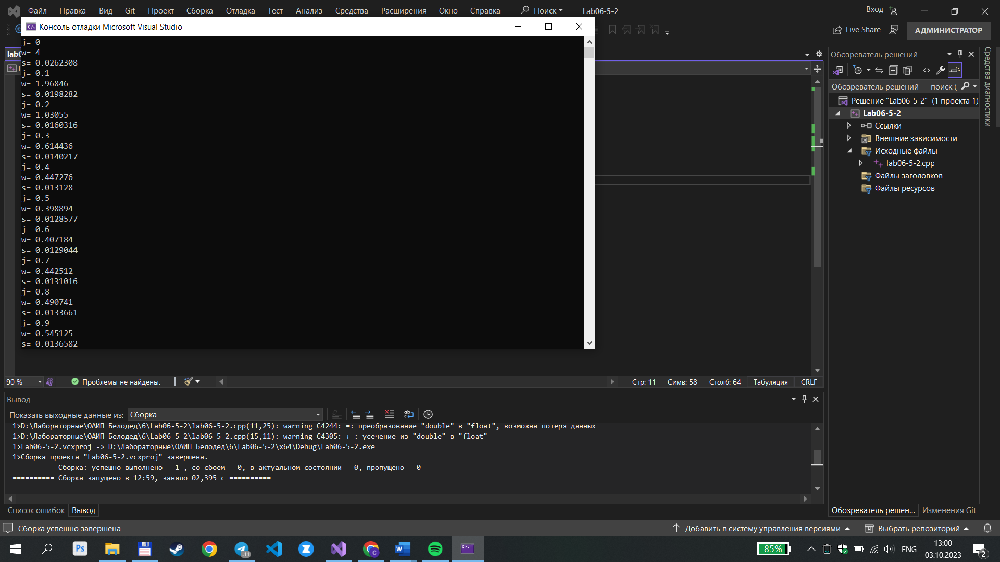 Файл Правка Вид Git Проект Сборка Отладка Тест Анализ Средства Расширения Окно Справка Поиск Lab06-5-2 Вход
Консоль отладки Microsoft Visual Studio
Live Share АДМИНИСТРАТОР
j= 0
w= 4
s= 0.0262308
j= 0.1
w= 1.96846
s= 0.0198282
j= 0.2
w= 1.03055
s= 0.0160316
j= 0.3
w= 0.614436
s= 0.0140217
j= 0.4
w= 0.447276
s= 0.013128
j= 0.5
w= 0.398894
s= 0.0128577
j= 0.6
w= 0.407184
s= 0.0129044
j= 0.7
w= 0.442512
s= 0.0131016
j= 0.8
w= 0.490741
s= 0.0133661
j= 0.9
w= 0.545125
s= 0.0136582
Обозреватель решений
Обозреватель решений — поиск (
Решение "Lab06-5-2" (1 проекта 1)
Lab06-5-2
Ссылки
Внешние зависимости
Исходные файлы
lab06-5-2.cpp
Файлы заголовков
Файлы ресурсов
Средства диагностики
90 % Проблемы не найдены. Стр: 11 Симв: 58 Столб: 64 Табуляция CRLF
Вывод
Показать выходные данные из: Сборка
1>D:\Лабораторные\ОАИП Белодед\6\Lab06-5-2\lab06-5-2.cpp(11,25): warning C4244: =: преобразование "double" в "float", возможна потеря данных
1>D:\Лабораторные\ОАИП Белодед\6\Lab06-5-2\lab06-5-2.cpp(15,11): warning C4305: +=: усечение из "double" в "float"
1>Lab06-5-2.vcxproj -> D:\Лабораторные\ОАИП Белодед\6\Lab06-5-2\x64\Debug\Lab06-5-2.exe
1>Сборка проекта "Lab06-5-2.vcxproj" завершена.
========== Сборка: успешно выполнено — 1 , со сбоем — 0, в актуальном состоянии — 0, пропущено — 0 ==========
========== Сборка запущено в 12:59, заняло 02,395 с ==========
Список ошибок Вывод
Обозреватель решен... Изменения Git
Сборка успешно завершена Добавить в систему управления версиями Выбрать репозиторий
Ps 11 85% ENG 13:00
03.10.2023 2